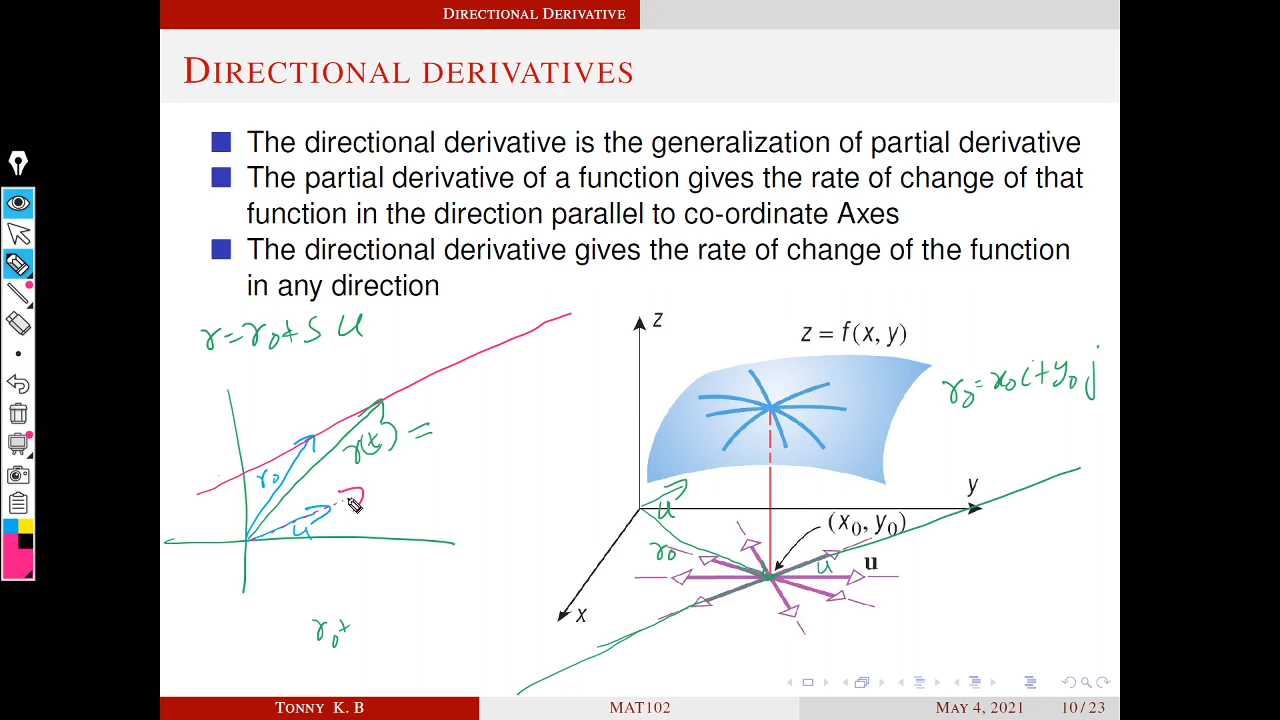 DIRECTIONAL DERIVATIVE
DIRECTIONAL DERIVATIVES
The directional derivative is the generalization of partial derivative
The partial derivative of a function gives the rate of change of that
function in the direction parallel to co-ordinate Axes
The directional derivative gives the rate of change of the function
in any direction
r=r0+s u
r0
r(t) =
u
r0+
z
z = f(x, y)
r0=x0i+y0j
y
u
(x0, y0)
r0
u
u
x
TONNY K. B
MAT102
MAY 4, 2021
10 / 23